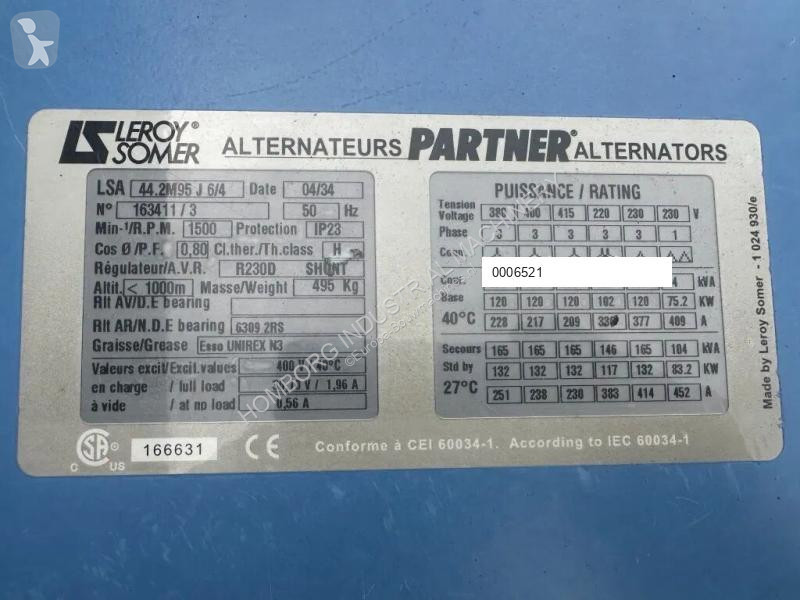 LEROY® SOMER ALTERNATEURS PARTNER® ALTERNATORS
LSA 44.2M95 J 6/4 Date 04/34
N° 163411 / 3 50 Hz
Min-¹/R.P.M. 1500 Protection IP23
Cos Ø /P.F. 0,80 Cl.ther./Th.class H
Régulateur/A.V.R. R230D SHUNT
Altit. < 1000m Masse/Weight 495 Kg
Rlt AV/D.E bearing
Rlt AR/N.D.E bearing 6309 2RS
Graisse/Grease Esso UNIREX N3
Valeurs excit/Excit.values 400
en charge / full load V / 1,96 A
à vide / at no load 0,56 A
PUISSANCE / RATING
Tension
Voltage 380 400 415 220 230 230 V
Phase 3 3 3 3 3 1
Conn.
0006521
4 kVA
Base 120 120 120 102 120 75.2 KW
40°C 228 217 209 377 409 A
Secours 165 165 165 146 165 104 kVA
Std by 132 132 132 117 132 83.2 KW
27°C 251 238 230 383 414 452 A
Made by Leroy Somer - 1 024 930/e
C SA® US 166631 CE Conforme à CEI 60034-1. According to IEC 60034-1
HOMBORG INDUSTRIAL MACHINERY